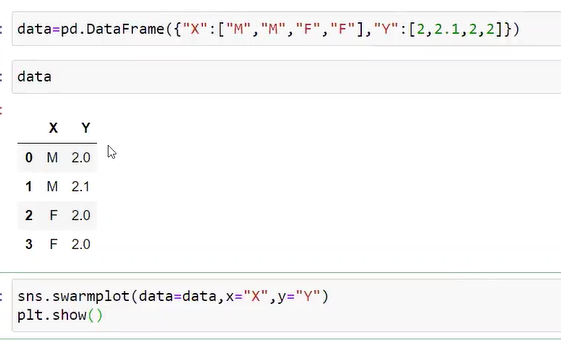 data=pd.DataFrame({"X":["M","M","F","F"],"Y":[2,2.1,2,2]})
data
X Y
0 M 2.0
1 M 2.1
2 F 2.0
3 F 2.0
sns.swarmplot(data=data,x="X",y="Y")
plt.show()